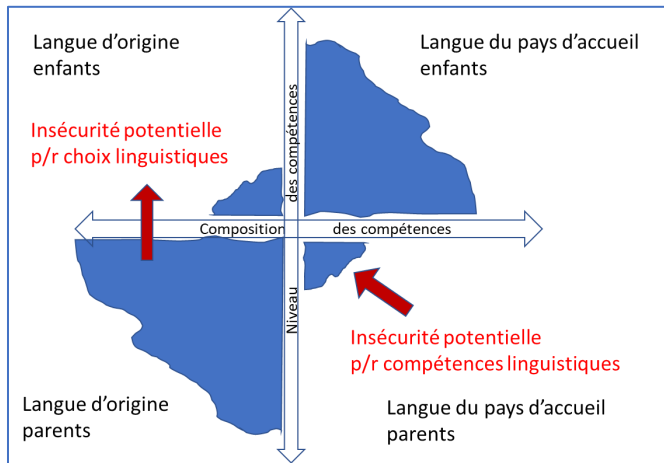 Langue d’origine
enfants
Langue du pays d’accueil
enfants
Insécurité potentielle
p/r choix linguistiques
des compétences
Composition
des compétences
Niveau
Insécurité potentielle
p/r compétences linguistiques
Langue d’origine
parents
Langue du pays d’accueil
parents